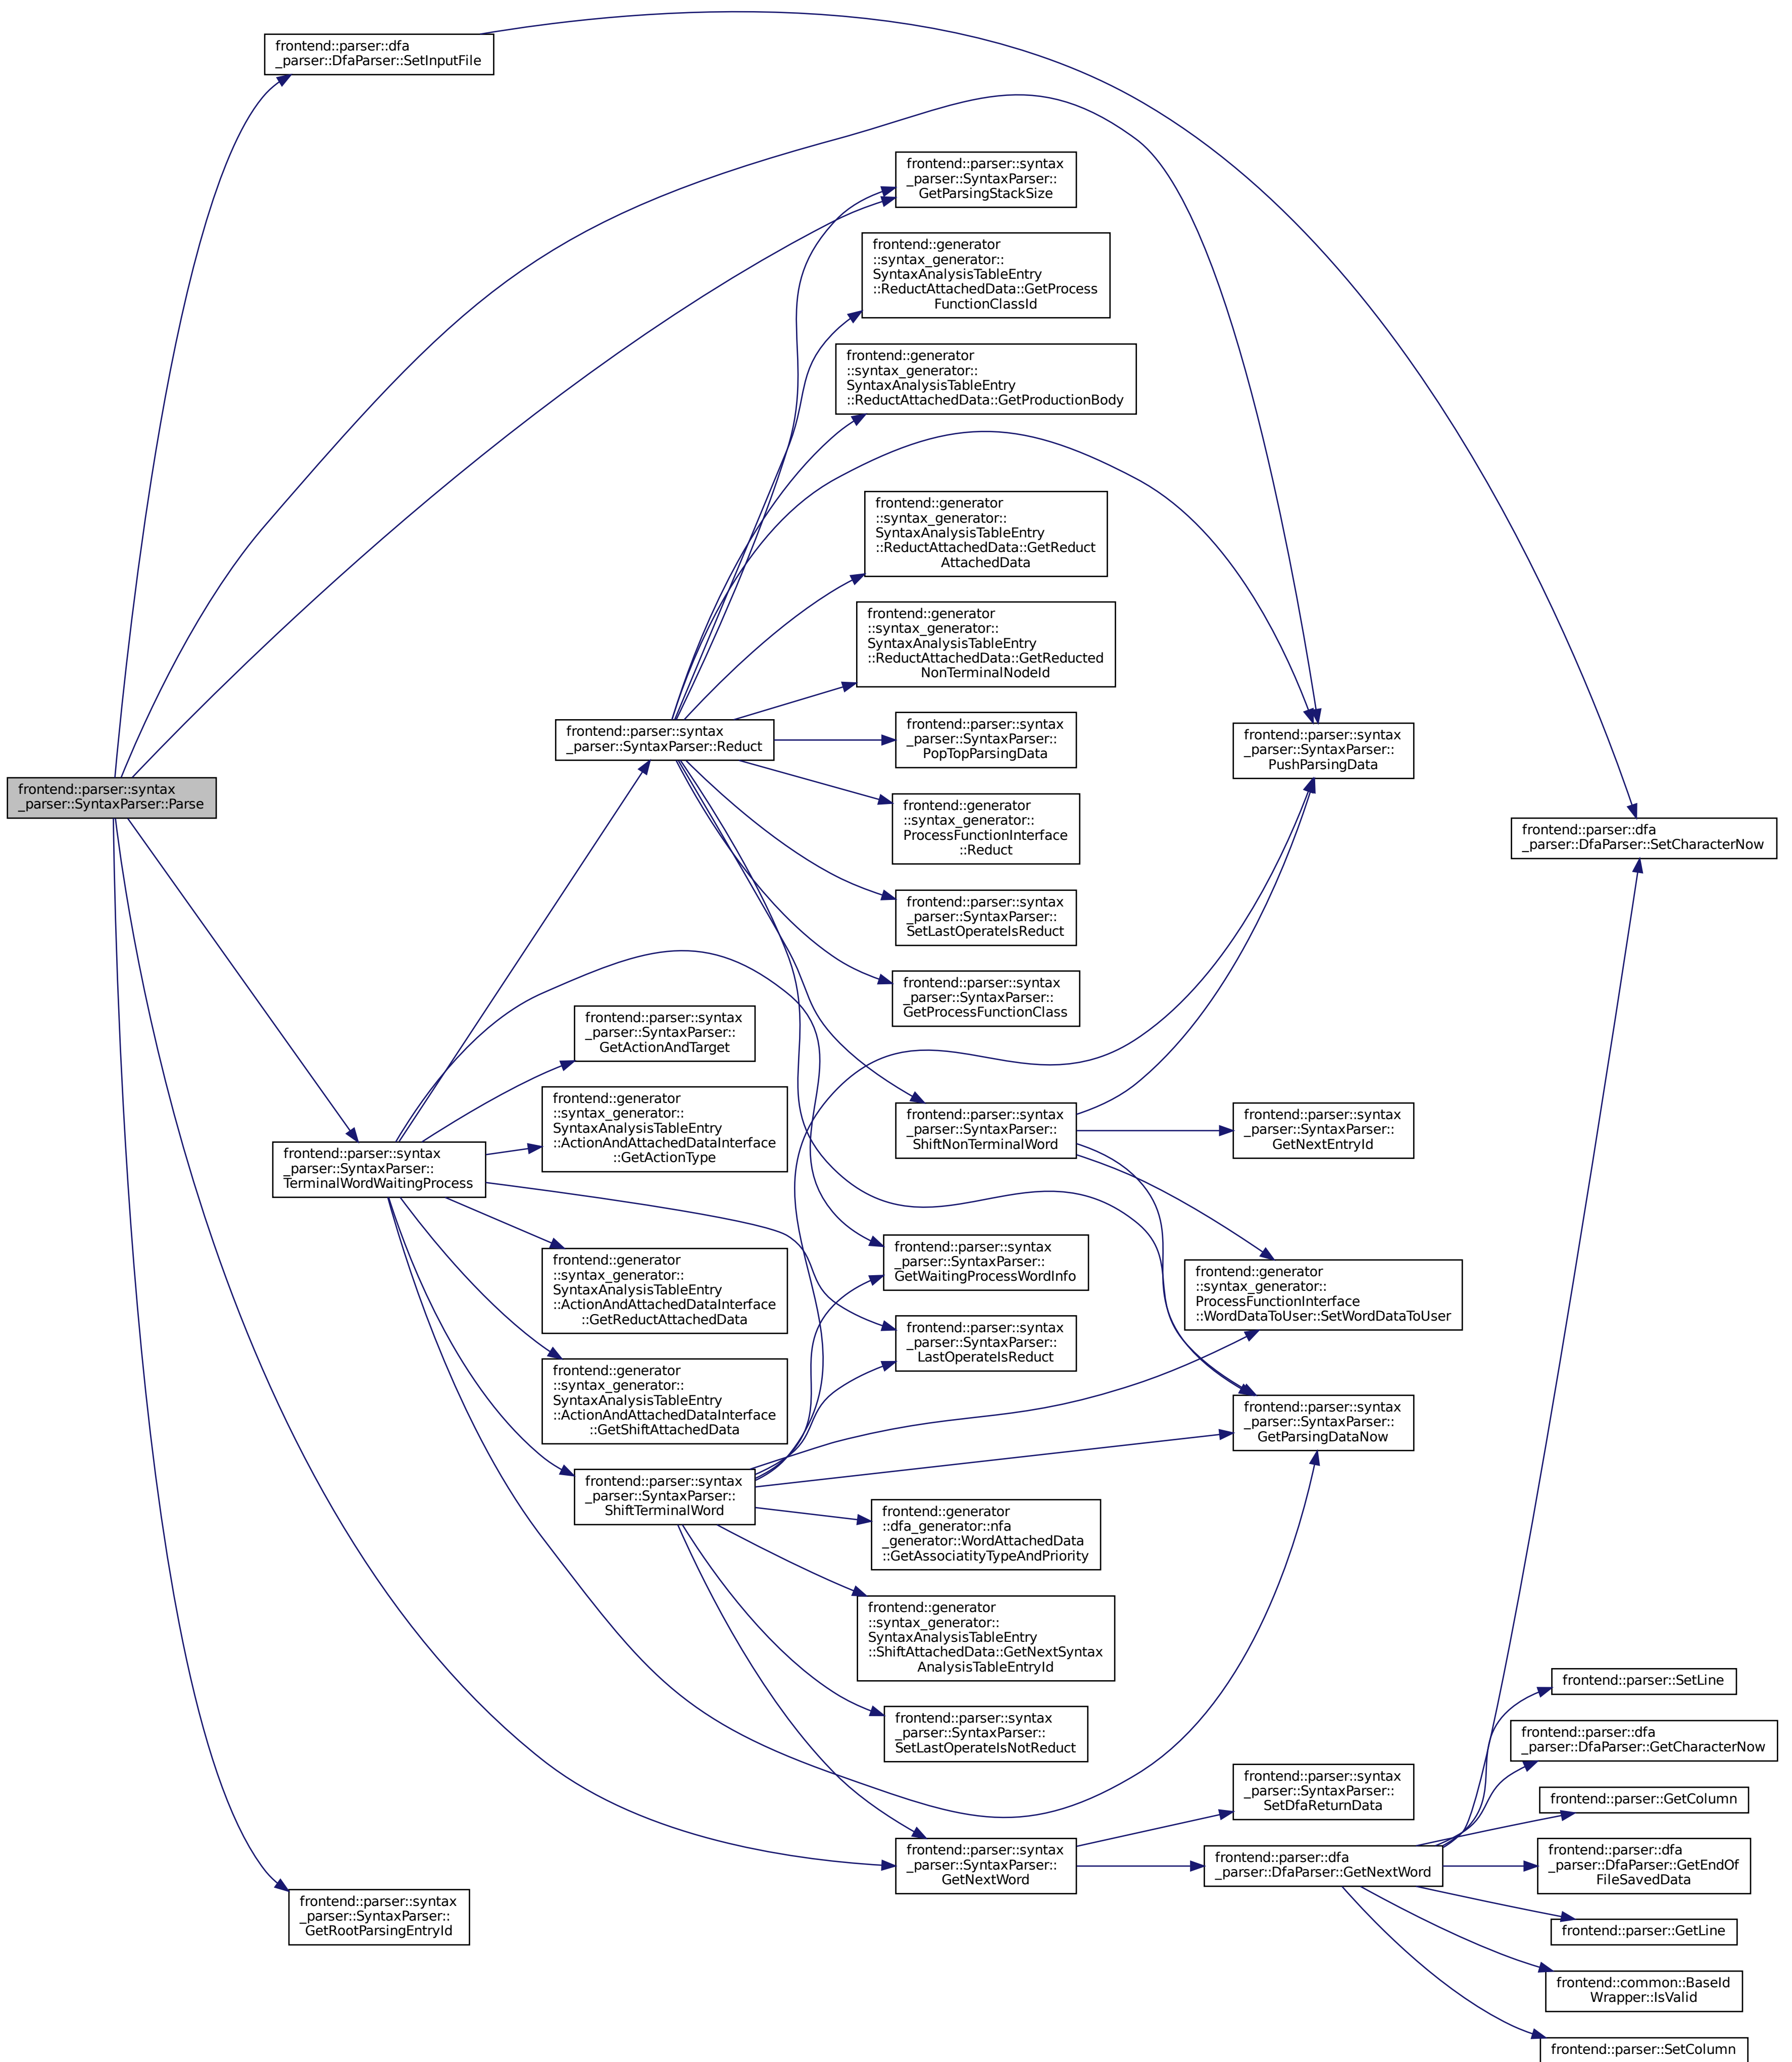 frontend::parser::dfa
_parser::DfaParser::SetInputFile
frontend::parser::syntax
_parser::SyntaxParser::
GetParsingStackSize
frontend::generator
::syntax_generator::
SyntaxAnalysisTableEntry
::ReductAttachedData::GetProcess
FunctionClassId
frontend::generator
::syntax_generator::
SyntaxAnalysisTableEntry
::ReductAttachedData::GetProductionBody
frontend::generator
::syntax_generator::
SyntaxAnalysisTableEntry
::ReductAttachedData::GetReduct
AttachedData
frontend::generator
::syntax_generator::
SyntaxAnalysisTableEntry
::ReductAttachedData::GetReducted
NonTerminalNodeId
frontend::parser::syntax
_parser::SyntaxParser::Reduct
frontend::parser::syntax
_parser::SyntaxParser::
PopTopParsingData
frontend::parser::syntax
_parser::SyntaxParser::
PushParsingData
frontend::parser::syntax
_parser::SyntaxParser::Parse
frontend::generator
::syntax_generator::
ProcessFunctionInterface
::Reduct
frontend::parser::dfa
_parser::DfaParser::SetCharacterNow
frontend::parser::syntax
_parser::SyntaxParser::
SetLastOperateIsReduct
frontend::parser::syntax
_parser::SyntaxParser::
GetProcessFunctionClass
frontend::parser::syntax
_parser::SyntaxParser::
GetActionAndTarget
frontend::generator
::syntax_generator::
SyntaxAnalysisTableEntry
::ActionAndAttachedDataInterface
::GetActionType
frontend::parser::syntax
_parser::SyntaxParser::
ShiftNonTerminalWord
frontend::parser::syntax
_parser::SyntaxParser::
GetNextEntryId
frontend::parser::syntax
_parser::SyntaxParser::
TerminalWordWaitingProcess
frontend::parser::syntax
_parser::SyntaxParser::
GetWaitingProcessWordInfo
frontend::generator
::syntax_generator::
SyntaxAnalysisTableEntry
::ActionAndAttachedDataInterface
::GetReductAttachedData
frontend::generator
::syntax_generator::
ProcessFunctionInterface
::WordDataToUser::SetWordDataToUser
frontend::parser::syntax
_parser::SyntaxParser::
LastOperateIsReduct
frontend::generator
::syntax_generator::
SyntaxAnalysisTableEntry
::ActionAndAttachedDataInterface
::GetShiftAttachedData
frontend::parser::syntax
_parser::SyntaxParser::
GetParsingDataNow
frontend::parser::syntax
_parser::SyntaxParser::
ShiftTerminalWord
frontend::generator
::dfa_generator::nfa
_generator::WordAttachedData
::GetAssociatityTypeAndPriority
frontend::generator
::syntax_generator::
SyntaxAnalysisTableEntry
::ShiftAttachedData::GetNextSyntax
AnalysisTableEntryId
frontend::parser::SetLine
frontend::parser::syntax
_parser::SyntaxParser::
SetLastOperateIsNotReduct
frontend::parser::dfa
_parser::DfaParser::GetCharacterNow
frontend::parser::syntax
_parser::SyntaxParser::
SetDfaReturnData
frontend::parser::GetColumn
frontend::parser::syntax
_parser::SyntaxParser::
GetNextWord
frontend::parser::dfa
_parser::DfaParser::GetNextWord
frontend::parser::dfa
_parser::DfaParser::GetEndOf
FileSavedData
frontend::parser::syntax
_parser::SyntaxParser::
GetRootParsingEntryId
frontend::parser::GetLine
frontend::common::BaseId
Wrapper::IsValid
frontend::parser::SetColumn